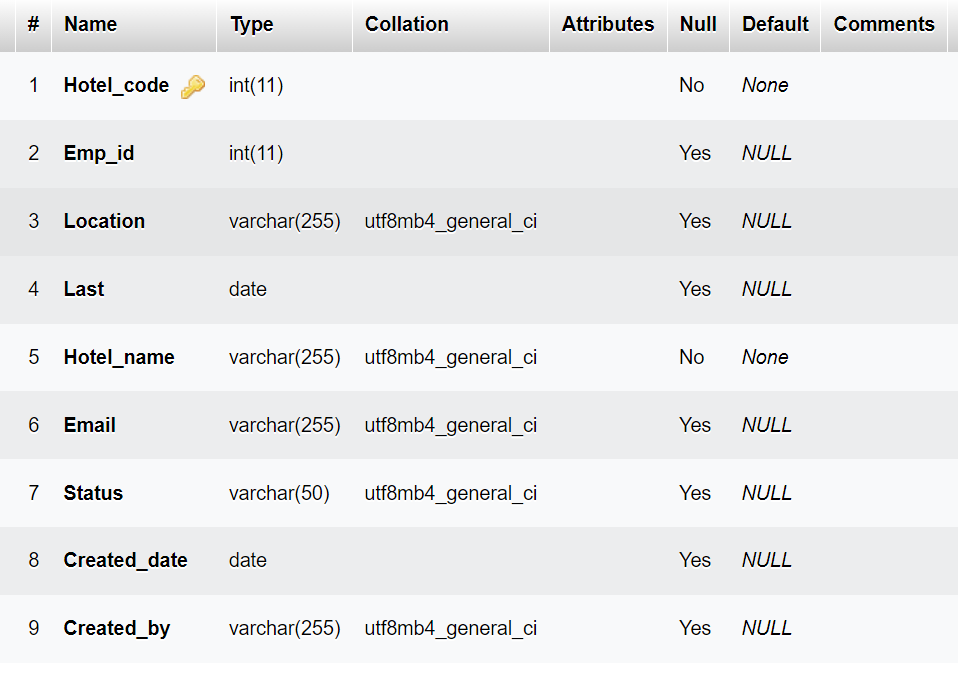 # Name Type Collation Attributes Null Default Comments
1 Hotel_code int(11) No None
2 Emp_id int(11) Yes NULL
3 Location varchar(255) utf8mb4_general_ci Yes NULL
4 Last date Yes NULL
5 Hotel_name varchar(255) utf8mb4_general_ci No None
6 Email varchar(255) utf8mb4_general_ci Yes NULL
7 Status varchar(50) utf8mb4_general_ci Yes NULL
8 Created_date date Yes NULL
9 Created_by varchar(255) utf8mb4_general_ci Yes NULL